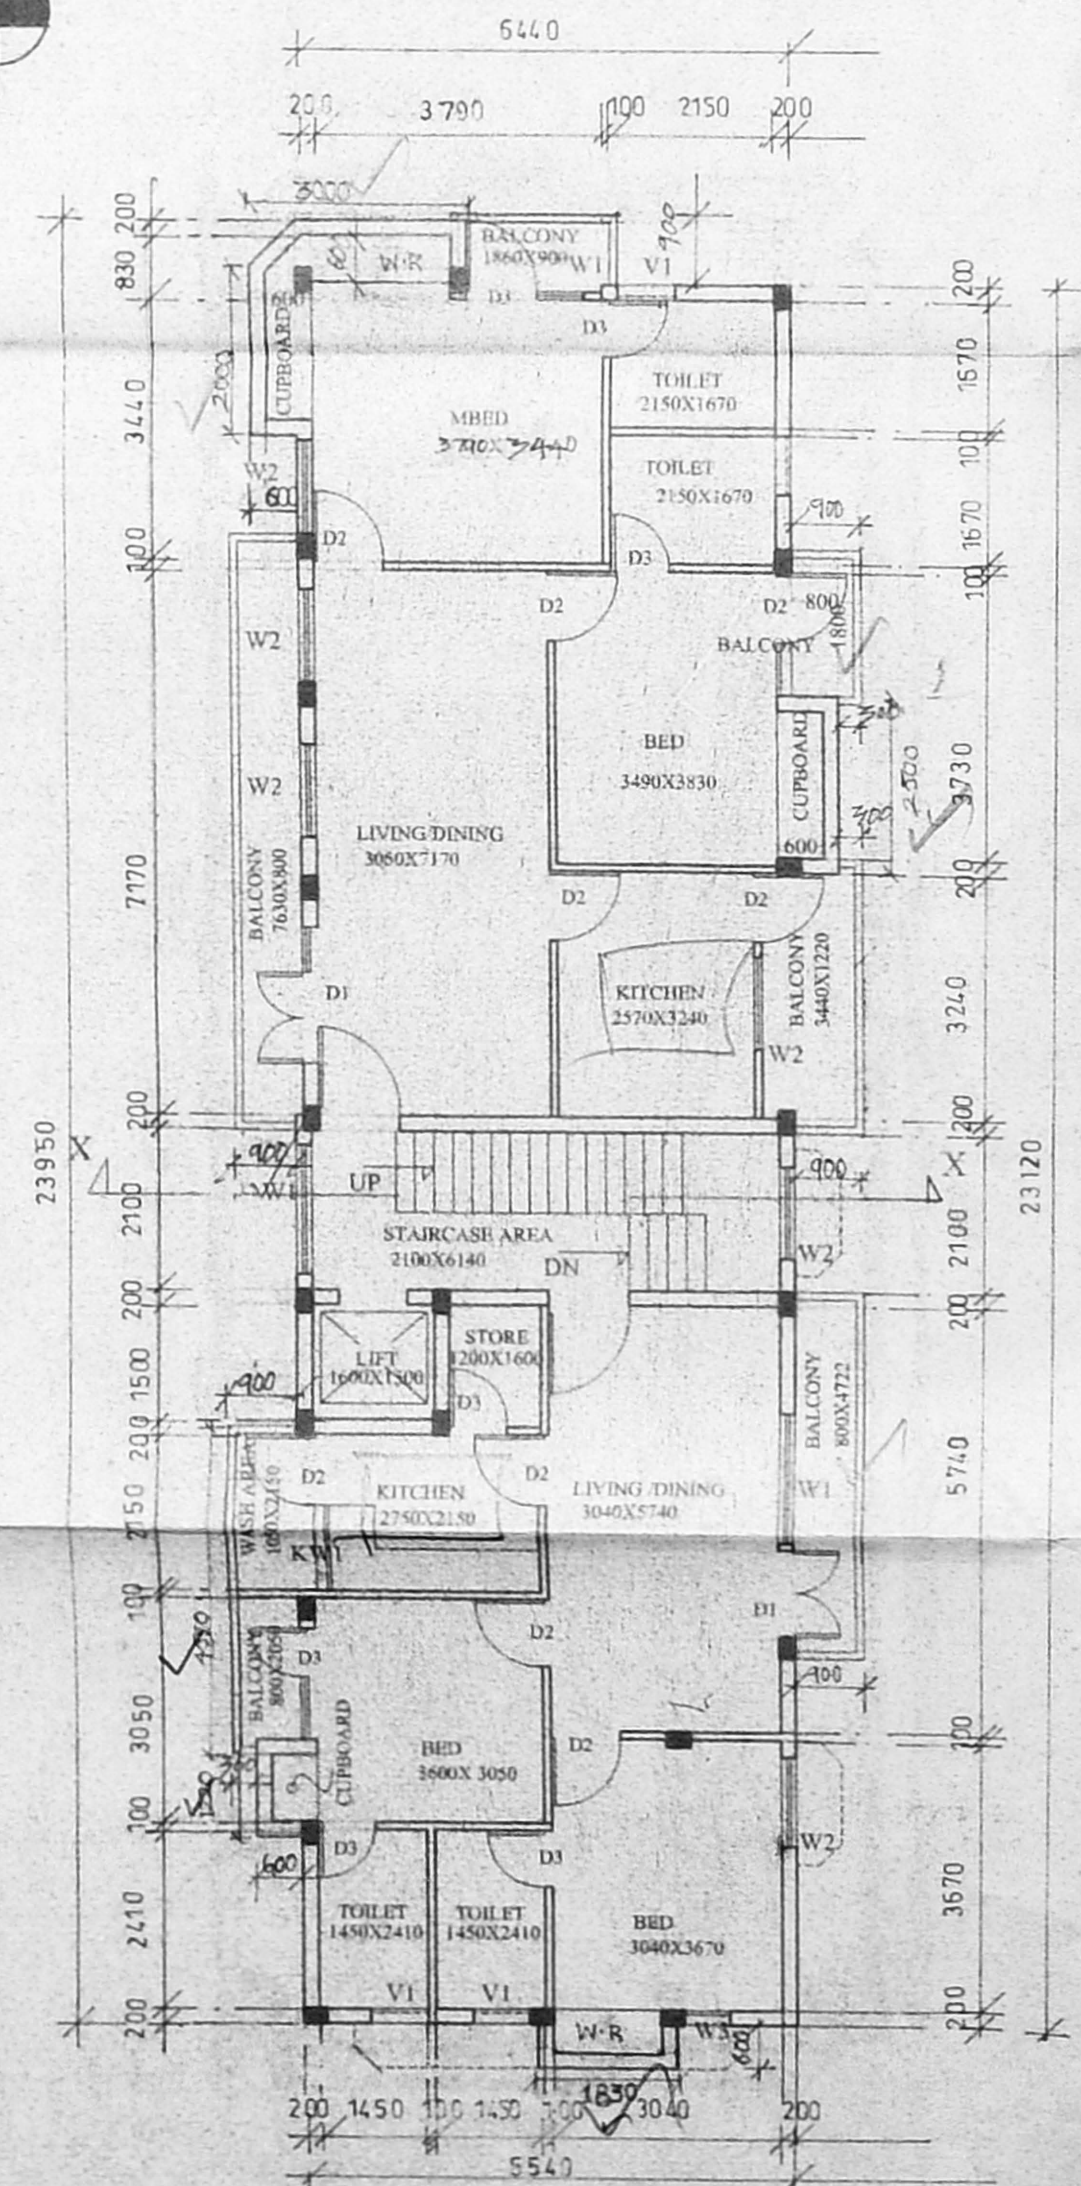 6440
200 3790 100 2150 200
3000
200
830
3440
100
7170
200
2100
200
1500
200
2150
100
3050
100
2410
200
23950
BALCONY
1860X900
W1
V1
900
W·R
D3
D3
600
CUPBOARD
2000
TOILET
2150X1670
MBED
3790X3440
TOILET
2150X1670
W2
600
D2
D3
900
200
1670
100
1670
100
3730
200
3240
200
2100
200
5740
100
3670
200
23120
D2
D2
800
1800
BALCONY
W2
BED
3490X3830
CUPBOARD
300
300
2500
600
W2
LIVING/DINING
3050X7170
BALCONY
7630X800
D2
D2
D1
KITCHEN
2570X3240
BALCONY
3440X1220
W2
X
X
900
W1
UP
900
STAIRCASE AREA
2100X6140
DN
W2
LIFT
1600X1500
STORE
1200X1600
D3
900
BALCONY
800X4722
WASH AREA
D2
KITCHEN
2750X2150
D2
LIVING /DINING
3040X5740
W1
KW1
D1
D2
BALCONY
800X2050
D3
CUPBOARD
BED
3600X 3050
D2
900
W2
D3
D3
600
TOILET
1450X2410
TOILET
1450X2410
BED
3040X3670
V1
V1
W·R
W3
600
1830
200 1450 100 1450 100 3040 200
5540